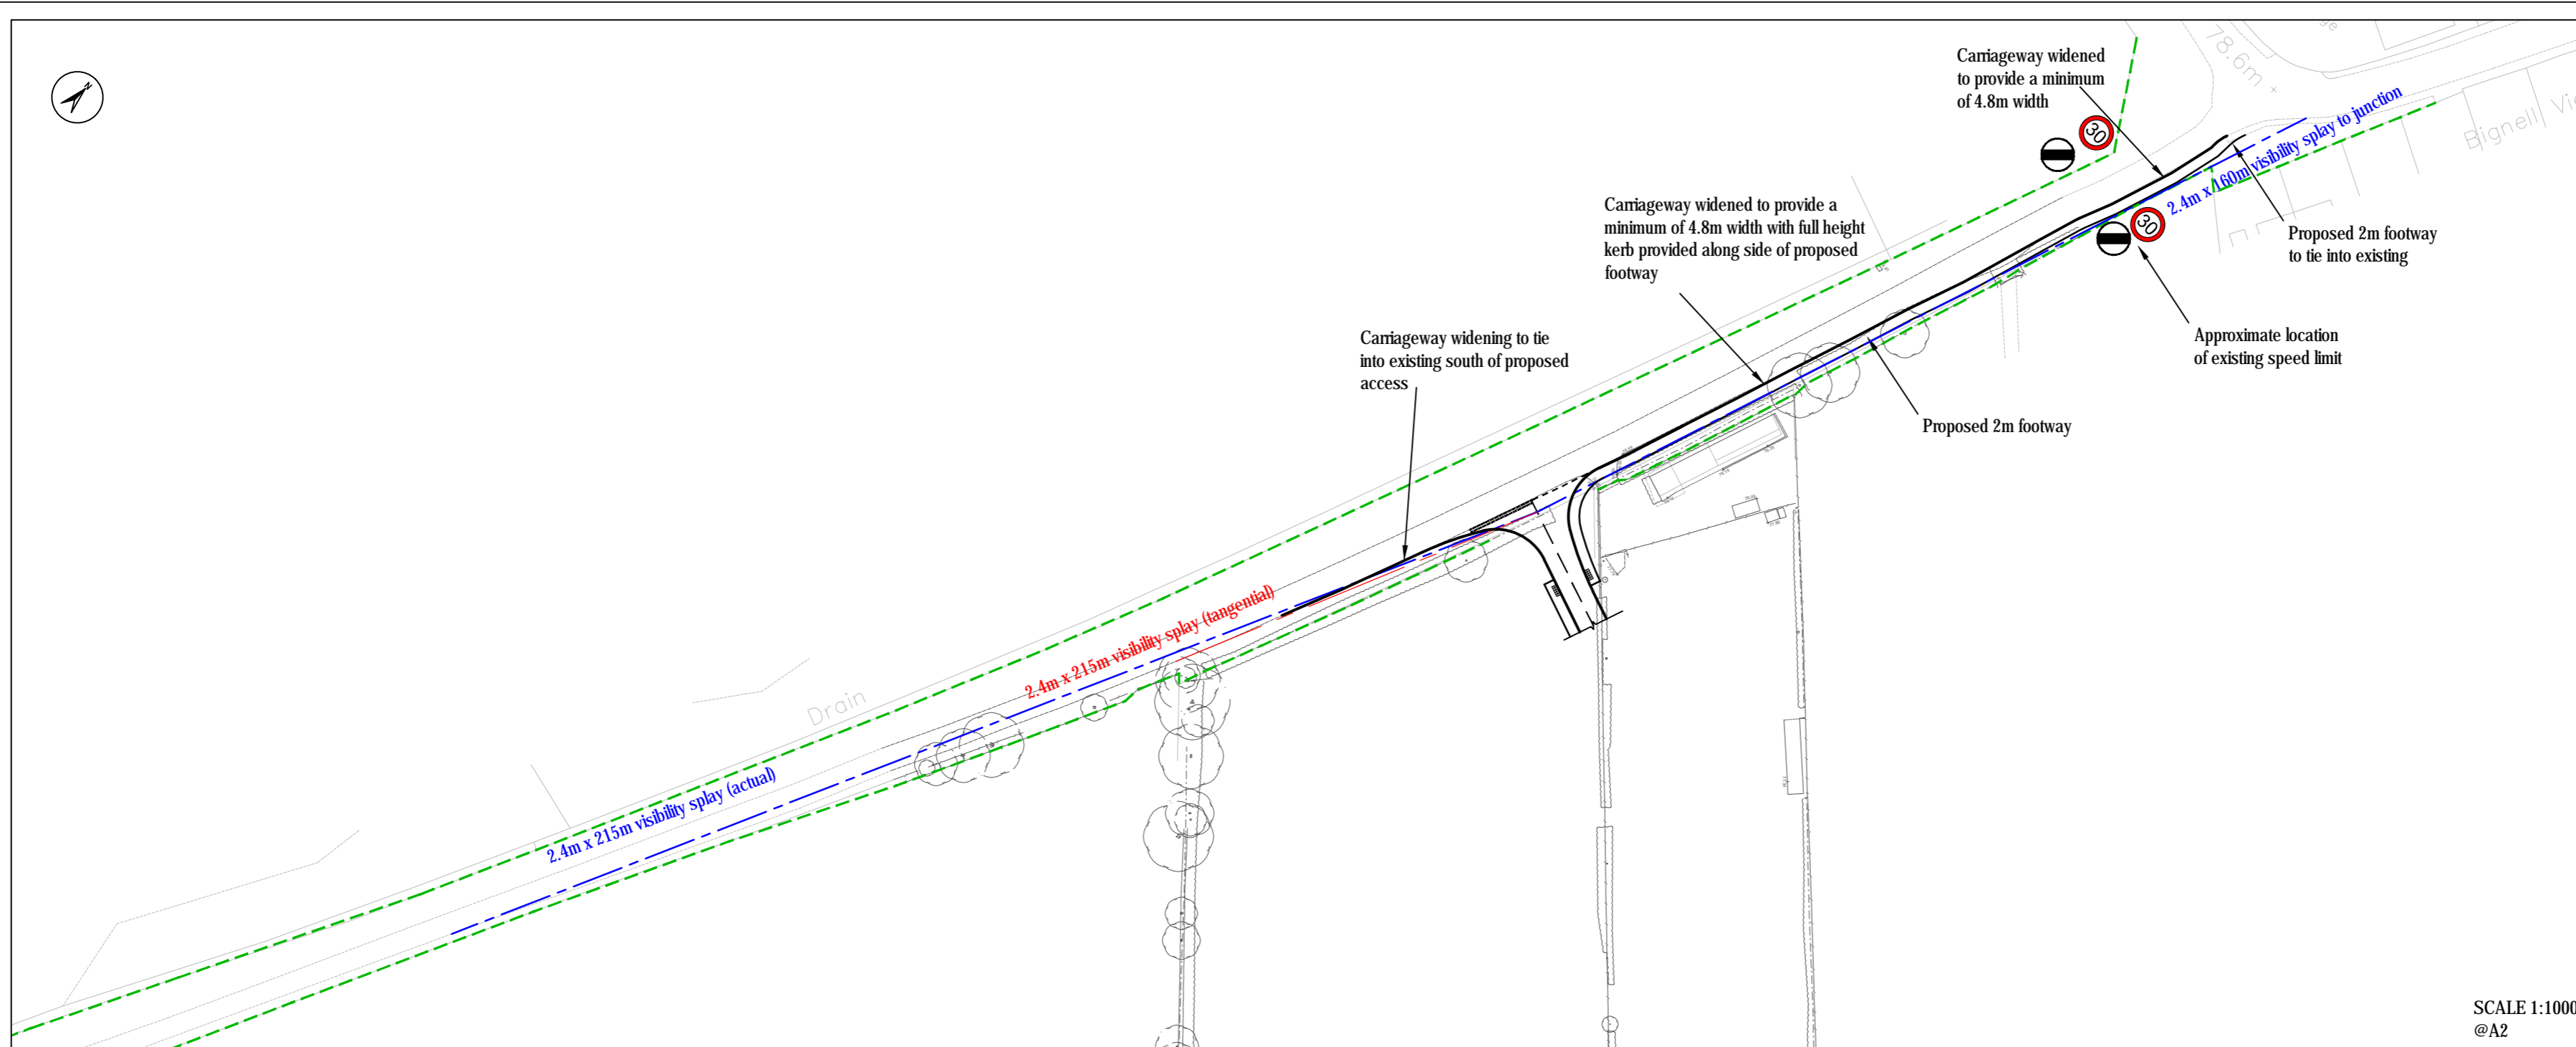 Carriageway widened
to provide a minimum
of 4.8m width
78.6m
30
2.4m x 160m visibility splay to junction
Bignell
Carriageway widened to provide a
minimum of 4.8m width with full height
kerb provided along side of proposed
footway
30
Proposed 2m footway
to tie into existing
Approximate location
of existing speed limit
Carriageway widening to tie
into existing south of proposed
access
Proposed 2m footway
2.4m x 215m visibility splay (tangential)
Drain
2.4m x 215m visibility splay (actual)
SCALE 1:1000
@A2
N